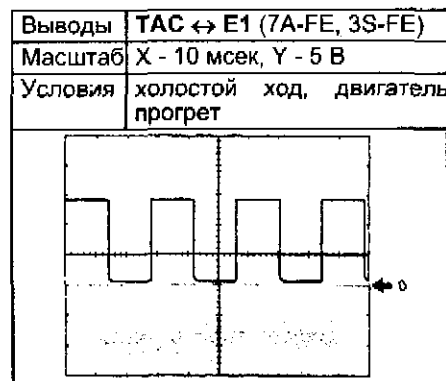 Выводы TAC ↔ E1 (7A-FE, 3S-FE)
Масштаб X - 10 мсек, Y - 5 В
Условия холостой ход, двигатель
прогрет
0